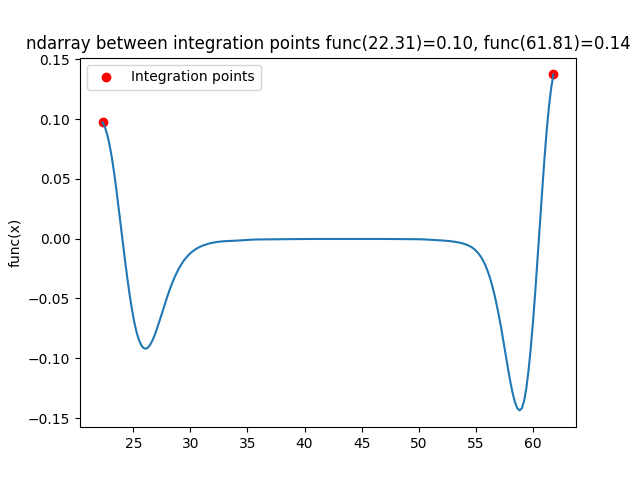 ndarray between integration points func(22.31)=0.10, func(61.81)=0.14
Integration points
func(x)
0.15
0.10
0.05
0.00
−0.05
−0.10
−0.15
25 30 35 40 45 50 55 60